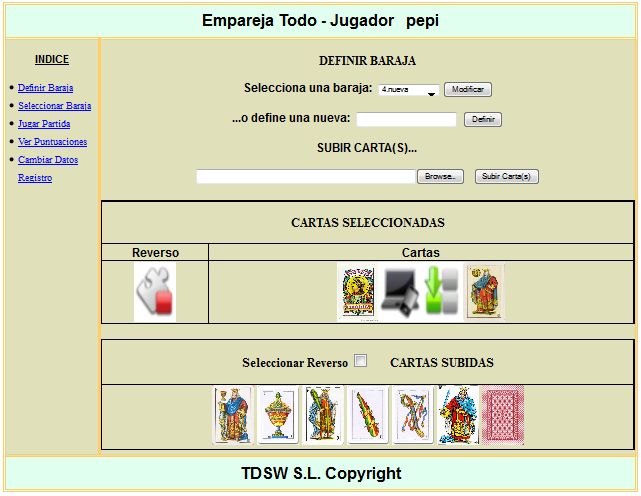 Empareja Todo - Jugador pepi
INDICE
Definir Baraja
Seleccionar Baraja
Jugar Partida
Ver Puntuaciones
Cambiar Datos
Registro
DEFINIR BARAJA
Selecciona una baraja: 4.nueva Modificar
...o define una nueva: Definir
SUBIR CARTA(S)...
Browse.. Subir Carta(s)
CARTAS SELECCIONADAS
Reverso Cartas
Seleccionar Reverso CARTAS SUBIDAS
TDSW S.L. Copyright